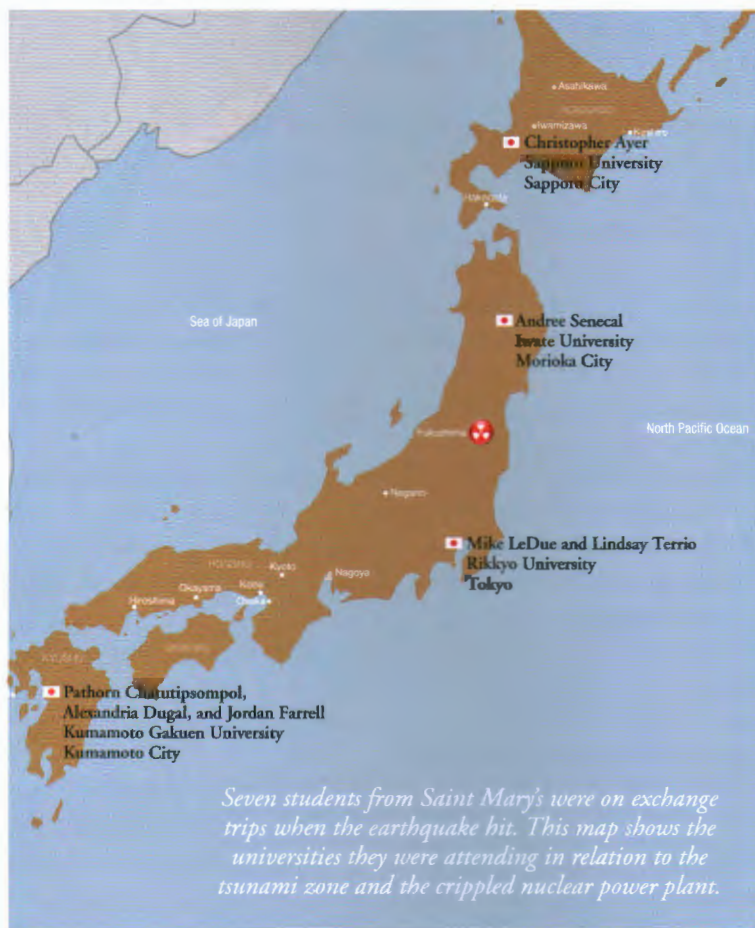 Asahikawa
HOKKAIDO
Iwamizawa
Kushiro
Christopher Ayer
Sapporo University
Sapporo City
Hakodate
Sea of Japan
Andree Senecal
Iwate University
Morioka City
Fukushima
North Pacific Ocean
Nagano
Mike LeDue and Lindsay Terrio
Rikkyo University
Tokyo
HONSHU
Kyoto
Nagoya
Okayama
Kobe
Hiroshima
Osaka
SHIKOKU
KYUSHU
Pathorn Chatutipsompol,
Alexandria Dugal, and Jordan Farrell
Kumamoto Gakuen University
Kumamoto City
Seven students from Saint Mary's were on exchange
trips when the earthquake hit. This map shows the
universities they were attending in relation to the
tsunami zone and the crippled nuclear power plant.